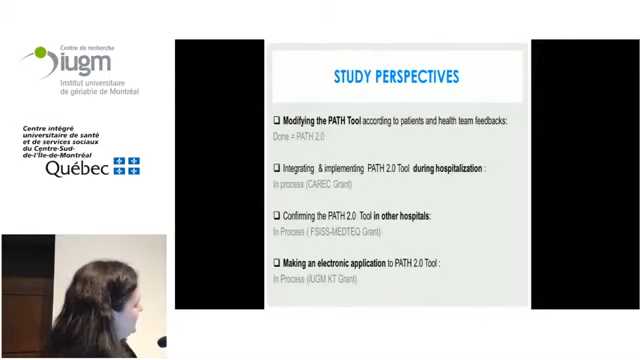 Centre de recherche
iugm
Institut universitaire
de gériatrie de Montréal
Centre intégré
universitaire de santé
et de services sociaux
du Centre-Sud-
de-l'Île-de-Montréal
Québec
STUDY PERSPECTIVES
❑ Modifying the PATH Tool according to patients and health team feedbacks:
Done = PATH 2.0
❑ Integrating & implementing PATH 2.0 Tool during hospitalization :
In process (CAREC Grant)
❑ Confirming the PATH 2.0 Tool in other hospitals:
In Process ( FSISS-MEDTEQ Grant)
❑ Making an electronic application to PATH 2.0 Tool :
In Process (IUGM KT Grant)